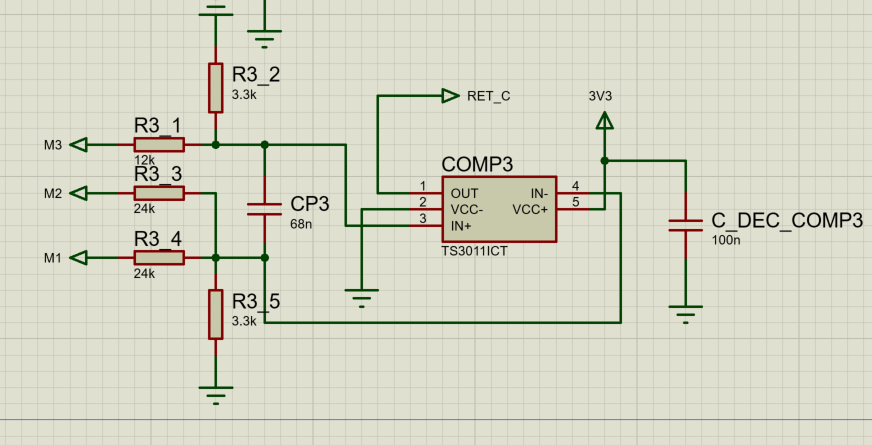 R3_2
3.3k
RET_C
3V3
R3_1
M3
12k
R3_3
M2
24k
COMP3
1
OUT
IN-
4
2
VCC-
VCC+
5
3
IN+
TS3011ICT
CP3
68n
C_DEC_COMP3
100n
R3_4
M1
24k
R3_5
3.3k